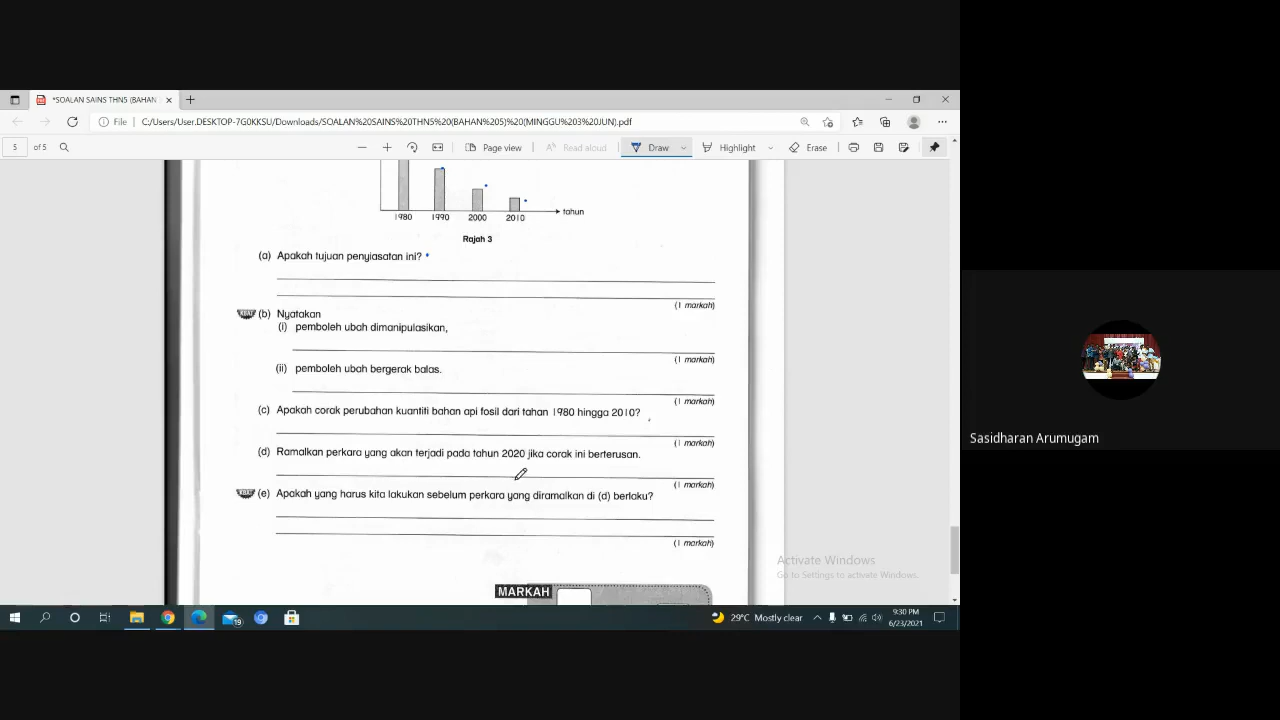 *SOALAN SAINS THN5 (BAHAN
File
C:/Users/User.DESKTOP-7G0KKSU/Downloads/SOALAN%20SAINS%20THN5%20(BAHAN%205)%20(MINGGU%203%20JUN).pdf
5 of 5
Page view
Read aloud
Draw
Highlight
Erase
1980 1990 2000 2010 tahun
Rajah 3
(a) Apakah tujuan penyiasatan ini?
(1 markah)
KBAT (b) Nyatakan
(i) pemboleh ubah dimanipulasikan,
(1 markah)
(ii) pemboleh ubah bergerak balas.
(1 markah)
(c) Apakah corak perubahan kuantiti bahan api fosil dari tahan 1980 hingga 2010?
(1 markah)
(d) Ramalkan perkara yang akan terjadi pada tahun 2020 jika corak ini berterusan.
(1 markah)
KBAT (e) Apakah yang harus kita lakukan sebelum perkara yang diramalkan di (d) berlaku?
(1 markah)
MARKAH
Activate Windows
Go to Settings to activate Windows.
19
29°C Mostly clear
9:30 PM
6/23/2021
Sasidharan Arumugam